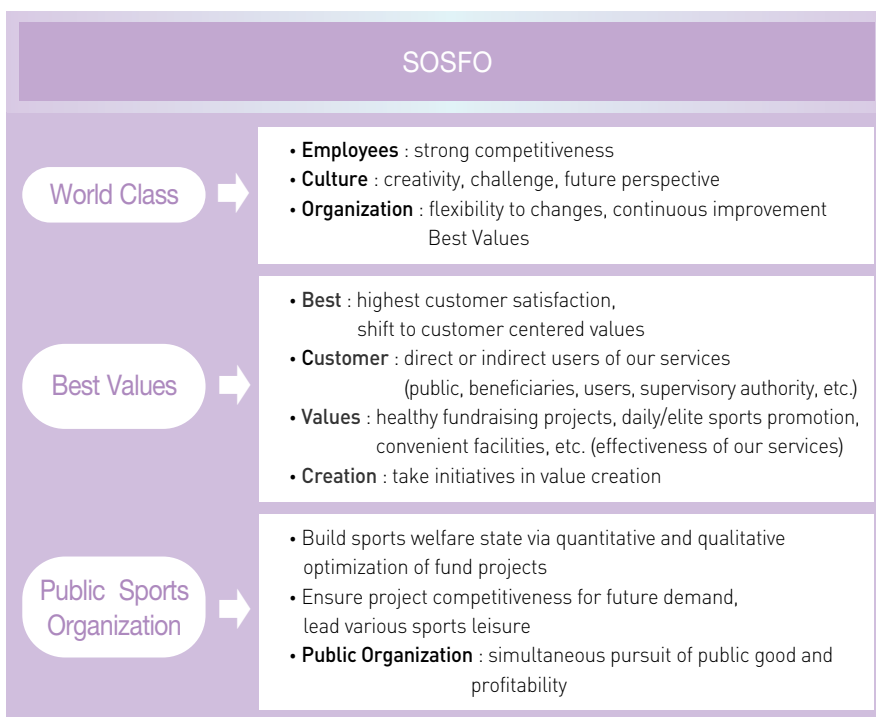 SOSFO
World Class
• Employees : strong competitiveness
• Culture : creativity, challenge, future perspective
• Organization : flexibility to changes, continuous improvement
Best Values
Best Values
• Best : highest customer satisfaction,
shift to customer centered values
• Customer : direct or indirect users of our services
(public, beneficiaries, users, supervisory authority, etc.)
• Values : healthy fundraising projects, daily/elite sports promotion,
convenient facilities, etc. (effectiveness of our services)
• Creation : take initiatives in value creation
Public Sports
Organization
• Build sports welfare state via quantitative and qualitative
optimization of fund projects
• Ensure project competitiveness for future demand,
lead various sports leisure
• Public Organization : simultaneous pursuit of public good and
profitability